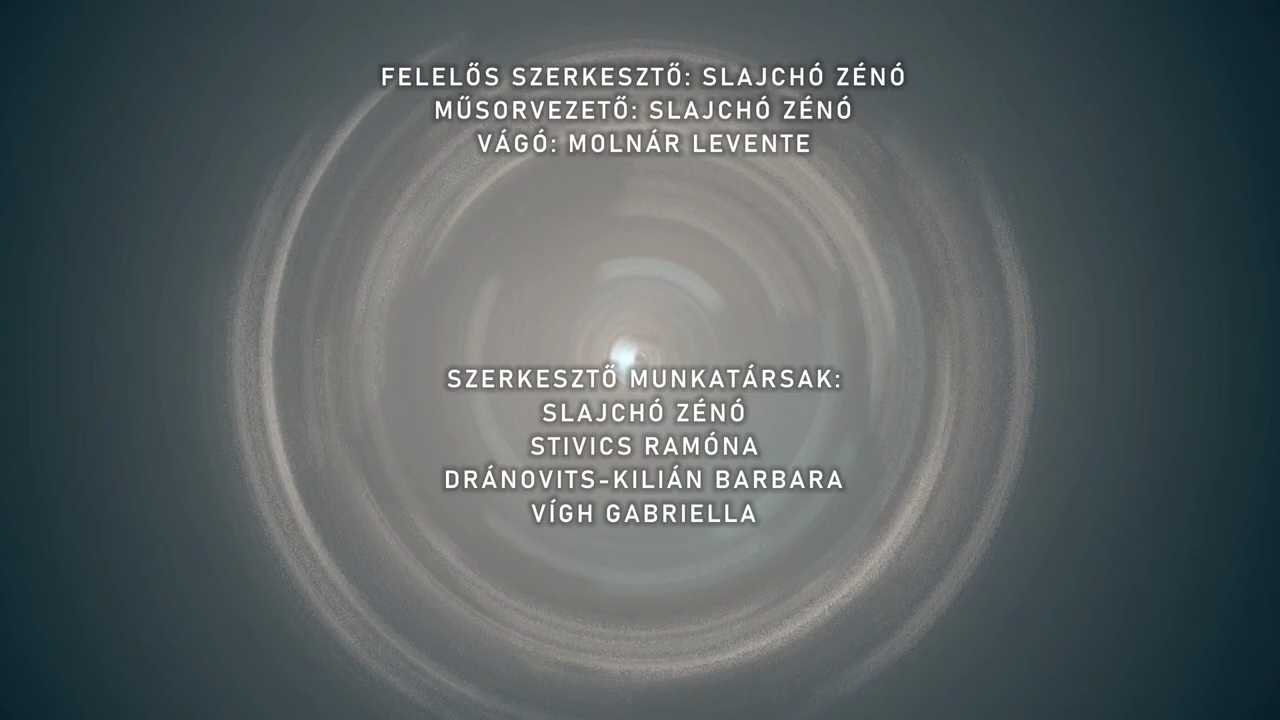 FELELŐS SZERKESZTŐ: SLAJCHÓ ZÉNÓ
MŰSORVEZETŐ: SLAJCHÓ ZÉNÓ
VÁGÓ: MOLNÁR LEVENTE
SZERKESZTŐ MUNKATÁRSAK:
SLAJCHÓ ZÉNÓ
STIVICS RAMÓNA
DRÁNOVITS-KILIÁN BARBARA
VÍGH GABRIELLA